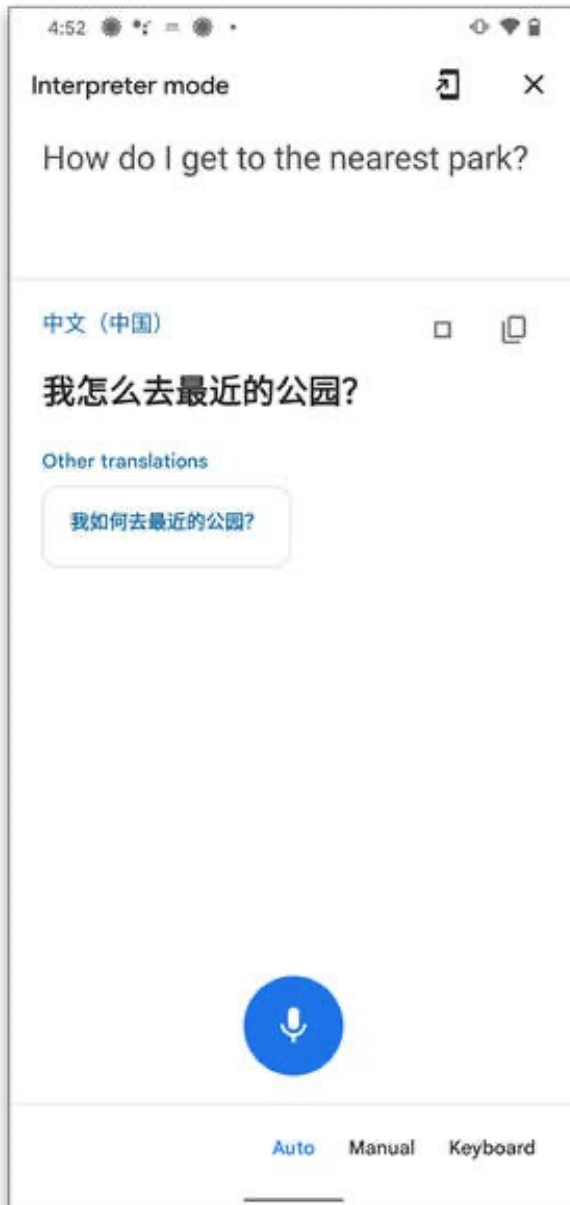 4:52
Interpreter mode
How do I get to the nearest park?
中文（中国）
我怎么去最近的公园?
Other translations
我如何去最近的公园?
Auto Manual Keyboard